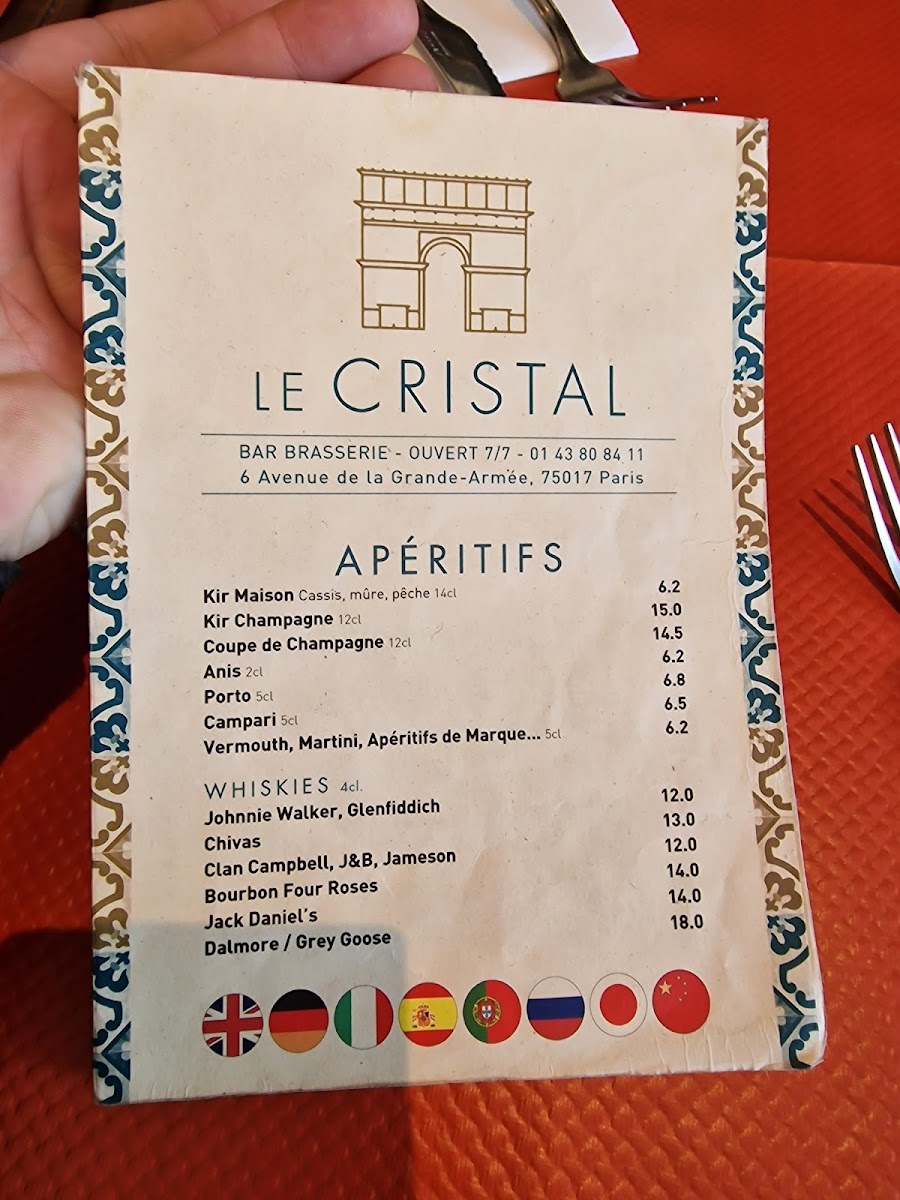 LE CRISTAL
BAR BRASSERIE - OUVERT 7/7 - 01 43 80 84 11
6 Avenue de la Grande-Armée, 75017 Paris
APÉRITIFS
Kir Maison Cassis, mûre, pêche 14cl 6.2
Kir Champagne 12cl 15.0
Coupe de Champagne 12cl 14.5
Anis 2cl 6.2
Porto 5cl 6.8
Campari 5cl 6.5
Vermouth, Martini, Apéritifs de Marque... 5cl 6.2
WHISKIES 4cl.
Johnnie Walker, Glenfiddich 12.0
Chivas 13.0
Clan Campbell, J&B, Jameson 12.0
Bourbon Four Roses 14.0
Jack Daniel's 14.0
Dalmore / Grey Goose 18.0